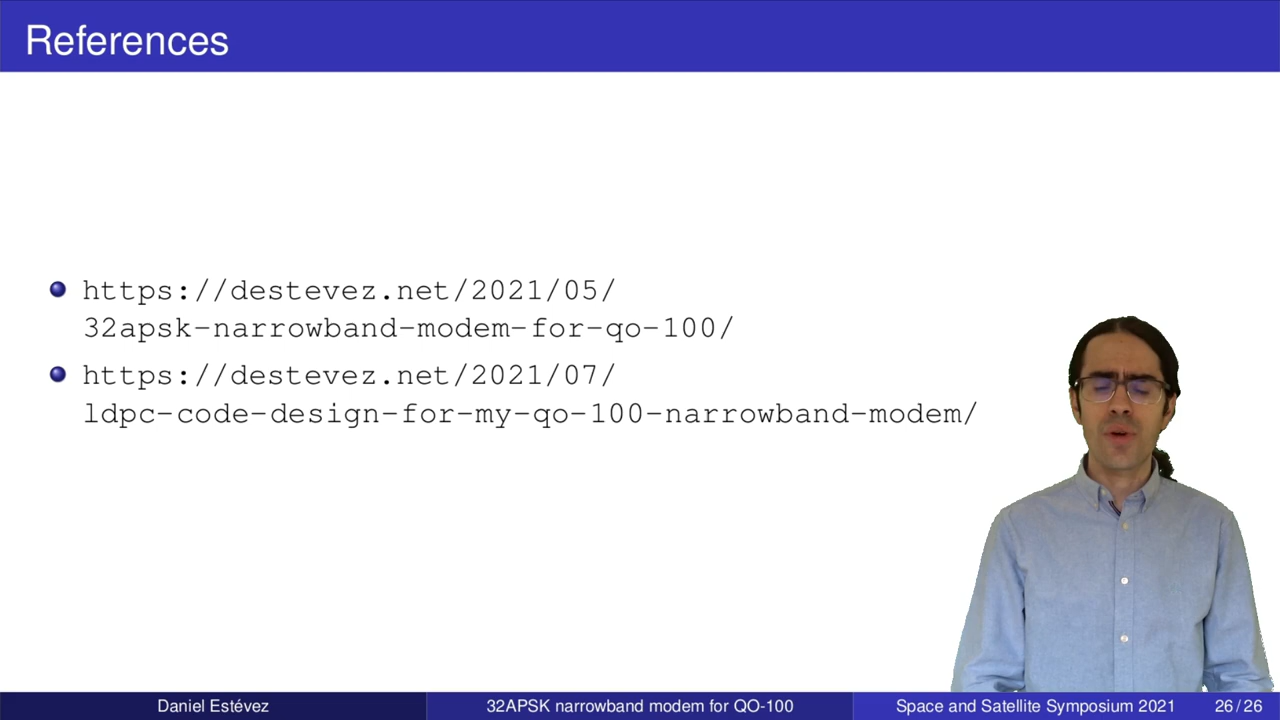 References
https://destevez.net/2021/05/
32apsk-narrowband-modem-for-qo-100/
https://destevez.net/2021/07/
ldpc-code-design-for-my-qo-100-narrowband-modem/
Daniel Estévez
32APSK narrowband modem for QO-100
Space and Satellite Symposium 2021
26/26